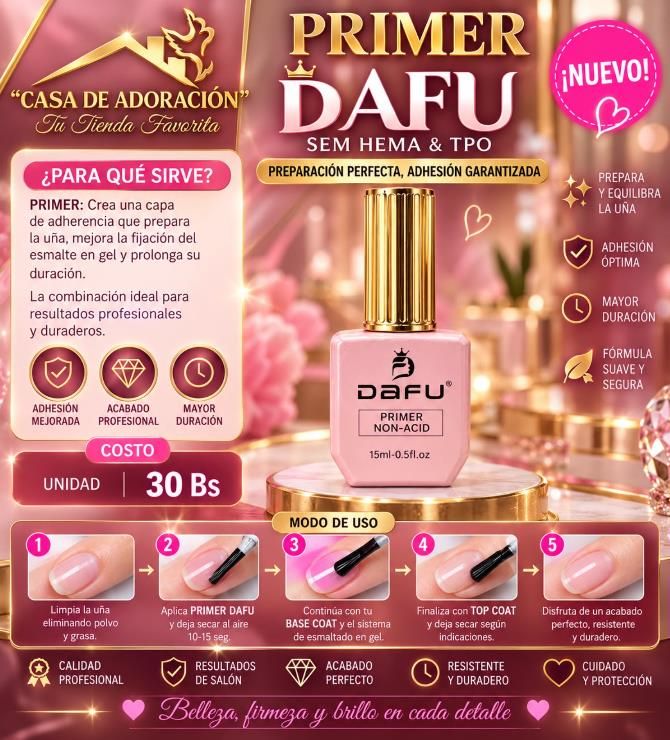 "CASA DE ADORACIÓN"
Tu Tienda Favorita
PRIMER
DAFU
SEM HEMA & TPO
PREPARACIÓN PERFECTA, ADHESIÓN GARANTIZADA
¡NUEVO!
¿PARA QUÉ SIRVE?
PRIMER: Crea una capa
de adherencia que prepara
la uña, mejora la fijación del
esmalte en gel y prolonga su
duración.
La combinación ideal para
resultados profesionales
y duraderos.
ADHESIÓN
MEJORADA
ACABADO
PROFESIONAL
MAYOR
DURACIÓN
COSTO
UNIDAD | 30 Bs
DAFU®
PRIMER
NON-ACID
15ml-0.5fl.oz
PREPARA
Y EQUILIBRA
LA UÑA
ADHESIÓN
ÓPTIMA
MAYOR
DURACIÓN
FÓRMULA
SUAVE Y
SEGURA
MODO DE USO
1
Limpia la uña
eliminando polvo
y grasa.
2
Aplica PRIMER DAFU
y deja secar al aire
10-15 seg.
3
Continúa con tu
BASE COAT y el sistema
de esmaltado en gel.
4
Finaliza con TOP COAT
y deja secar según
indicaciones.
5
Disfruta de un acabado
perfecto, resistente
y duradero.
CALIDAD
PROFESIONAL
RESULTADOS
DE SALÓN
ACABADO
PERFECTO
RESISTENTE
Y DURADERO
CUIDADO
Y PROTECCIÓN
Belleza, firmeza y brillo en cada detalle